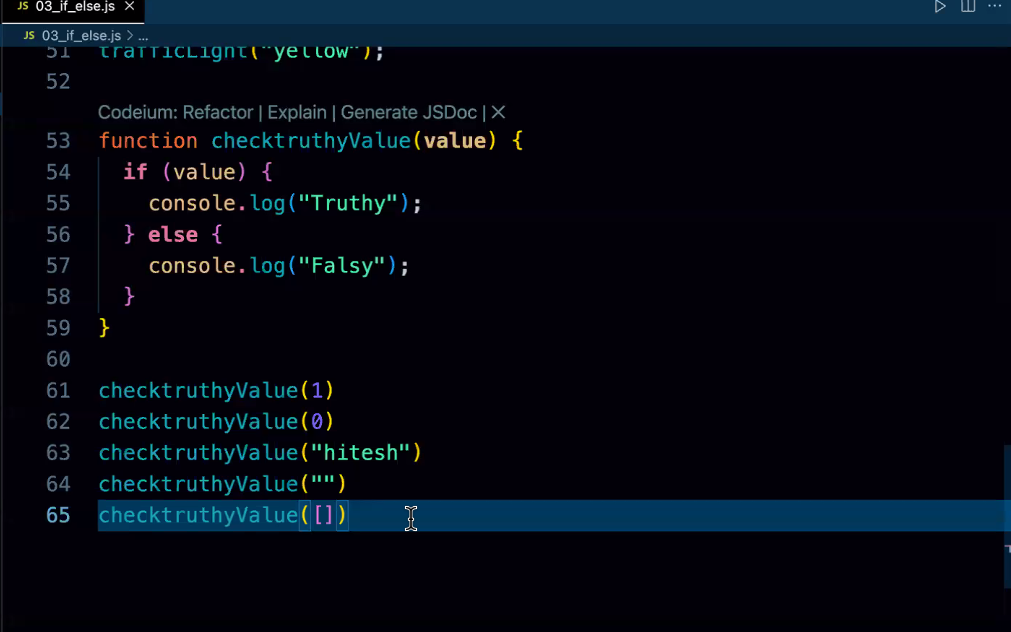 JS 03_if_else.js ×
JS 03_if_else.js > ...
51 trafficLight("yellow");
52
Codeium: Refactor | Explain | Generate JSDoc | ×
53 function checktruthyValue(value) {
54   if (value) {
55     console.log("Truthy");
56   } else {
57     console.log("Falsy");
58   }
59 }
60
61 checktruthyValue(1)
62 checktruthyValue(0)
63 checktruthyValue("hitesh")
64 checktruthyValue("")
65 checktruthyValue([])